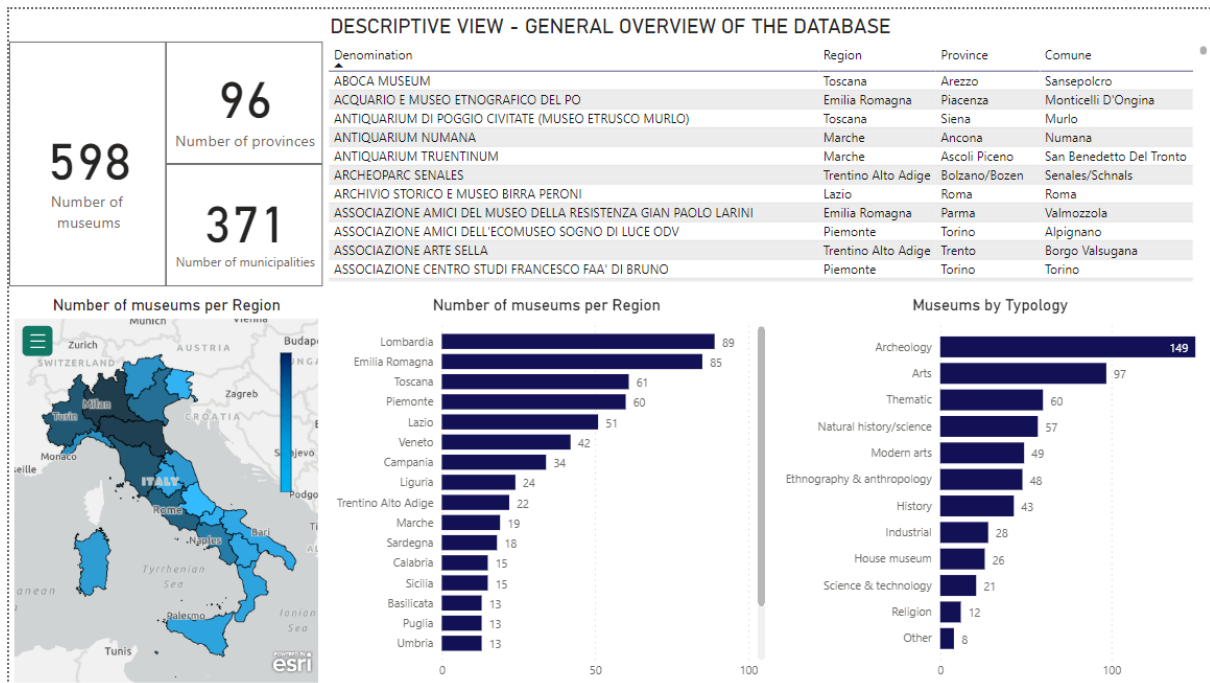 DESCRIPTIVE VIEW - GENERAL OVERVIEW OF THE DATABASE
598
Number of
museums
96
Number of provinces
371
Number of municipalities
Denomination Region Province Comune
ABOCA MUSEUM Toscana Arezzo Sansepolcro
ACQUARIO E MUSEO ETNOGRAFICO DEL PO Emilia Romagna Piacenza Monticelli D'Ongina
ANTIQUARIUM DI POGGIO CIVITATE (MUSEO ETRUSCO MURLO) Toscana Siena Murlo
ANTIQUARIUM NUMANA Marche Ancona Numana
ANTIQUARIUM TRUENTINUM Marche Ascoli Piceno San Benedetto Del Tronto
ARCHEOPARC SENALES Trentino Alto Adige Bolzano/Bozen Senales/Schnals
ARCHIVIO STORICO E MUSEO BIRRA PERONI Lazio Roma Roma
ASSOCIAZIONE AMICI DEL MUSEO DELLA RESISTENZA GIAN PAOLO LARINI Emilia Romagna Parma Valmozzola
ASSOCIAZIONE AMICI DELL'ECOMUSEO SOGNO DI LUCE ODV Piemonte Torino Alpignano
ASSOCIAZIONE ARTE SELLA Trentino Alto Adige Trento Borgo Valsugana
ASSOCIAZIONE CENTRO STUDI FRANCESCO FAA' DI BRUNO Piemonte Torino Torino
Number of museums per Region
Munich
Zurich
AUSTRIA
Budap
SWITZERLAND
Zagreb
Milan
CROATIA
Turin
Monaco
seille
ITALY
Podgo
Rome
Bari
Naples
Tyrrhenian
Sea
anean
Palermo
Ionian
Sea
Tunis
POWERED BY
esri
Number of museums per Region
Lombardia 89
Emilia Romagna 85
Toscana 61
Piemonte 60
Lazio 51
Veneto 42
Campania 34
Liguria 24
Trentino Alto Adige 22
Marche 19
Sardegna 18
Calabria 15
Sicilia 15
Basilicata 13
Puglia 13
Umbria 13
0 50 100
Museums by Typology
Archeology 149
Arts 97
Thematic 60
Natural history/science 57
Modern arts 49
Ethnography & anthropology 48
History 43
Industrial 28
House museum 26
Science & technology 21
Religion 12
Other 8
0 100